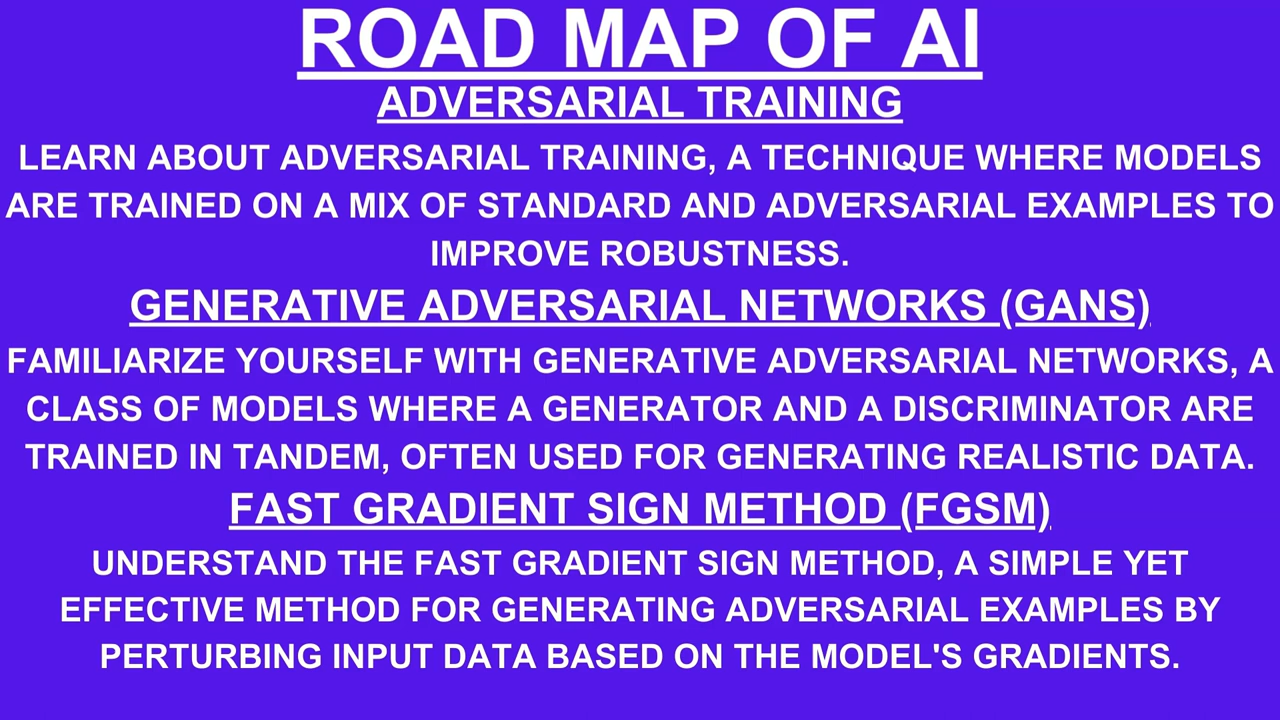 ROAD MAP OF AI
ADVERSARIAL TRAINING
LEARN ABOUT ADVERSARIAL TRAINING, A TECHNIQUE WHERE MODELS
ARE TRAINED ON A MIX OF STANDARD AND ADVERSARIAL EXAMPLES TO
IMPROVE ROBUSTNESS.
GENERATIVE ADVERSARIAL NETWORKS (GANS)
FAMILIARIZE YOURSELF WITH GENERATIVE ADVERSARIAL NETWORKS, A
CLASS OF MODELS WHERE A GENERATOR AND A DISCRIMINATOR ARE
TRAINED IN TANDEM, OFTEN USED FOR GENERATING REALISTIC DATA.
FAST GRADIENT SIGN METHOD (FGSM)
UNDERSTAND THE FAST GRADIENT SIGN METHOD, A SIMPLE YET
EFFECTIVE METHOD FOR GENERATING ADVERSARIAL EXAMPLES BY
PERTURBING INPUT DATA BASED ON THE MODEL'S GRADIENTS.